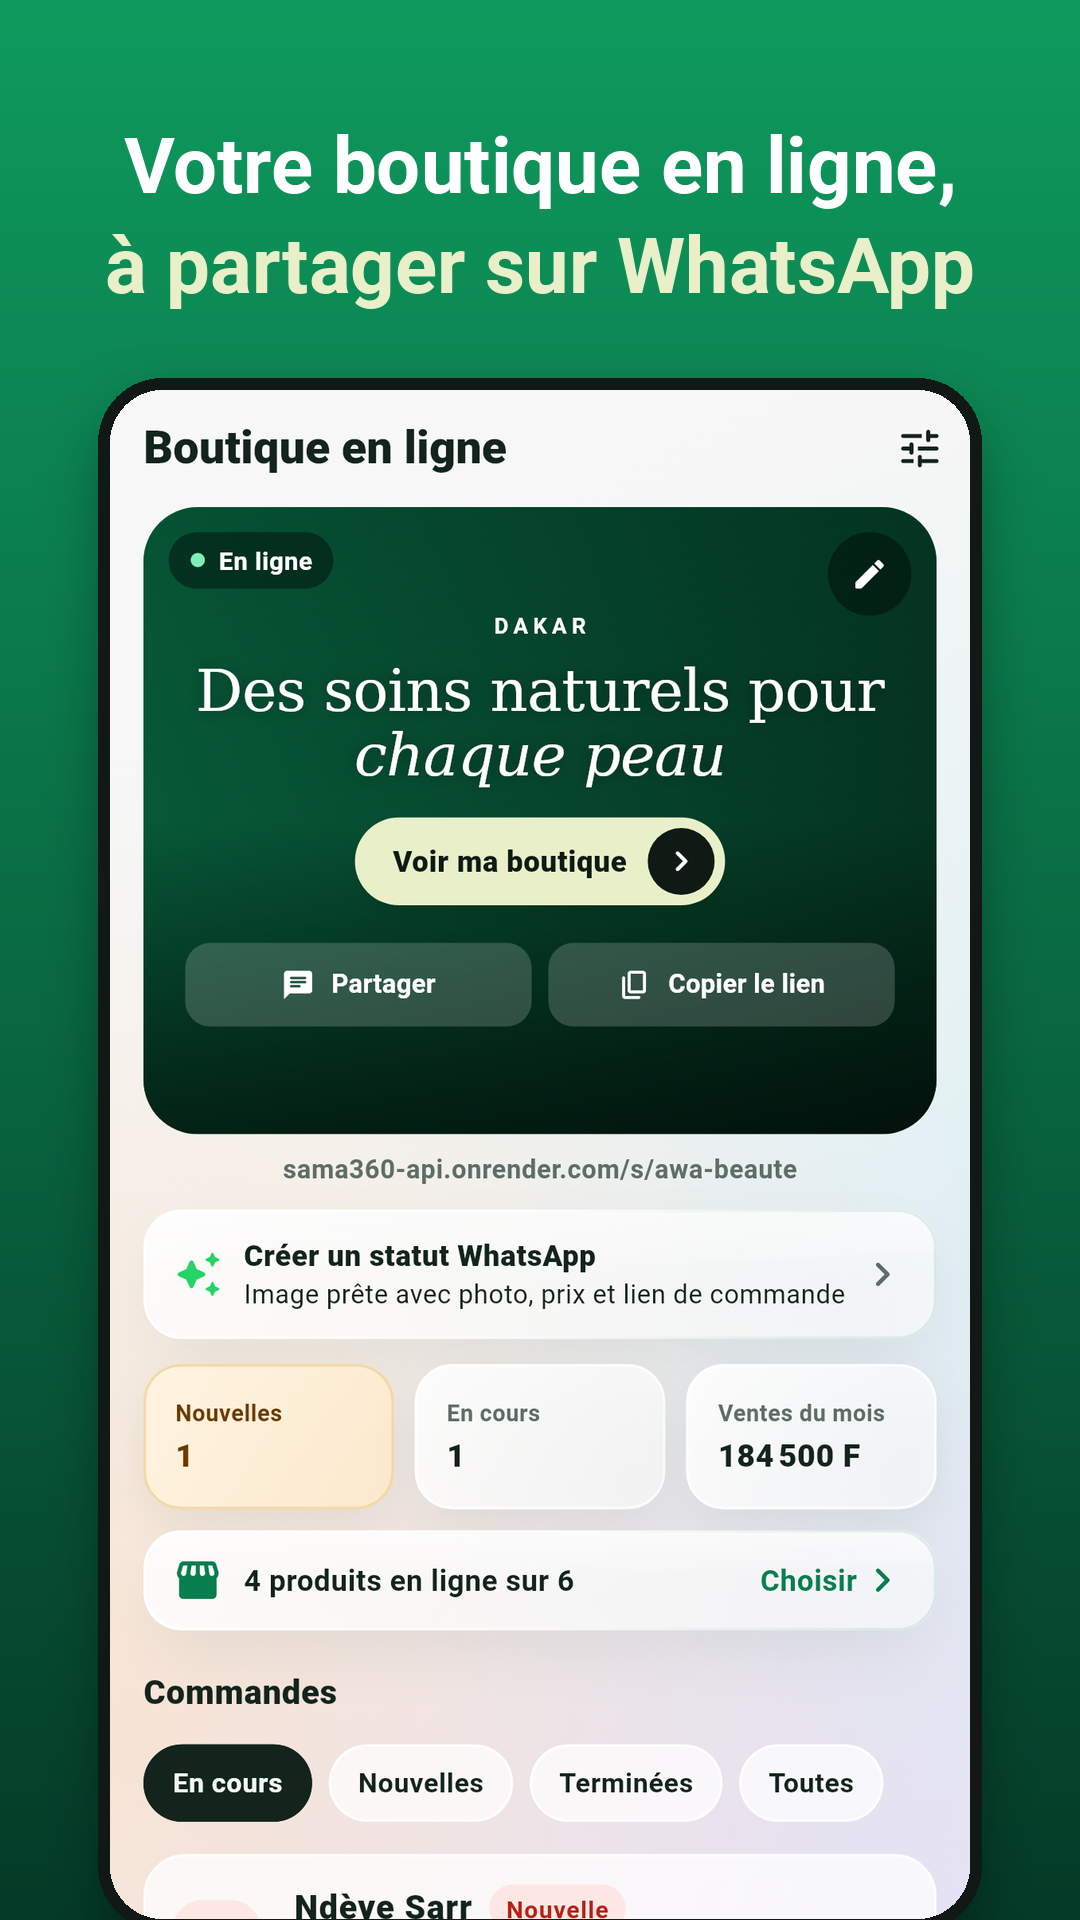 Votre boutique en ligne,
à partager sur WhatsApp
Boutique en ligne
En ligne
DAKAR
Des soins naturels pour
chaque peau
Voir ma boutique
Partager
Copier le lien
sama360-api.onrender.com/s/awa-beaute
Créer un statut WhatsApp
Image prête avec photo, prix et lien de commande
Nouvelles
1
En cours
1
Ventes du mois
184 500 F
4 produits en ligne sur 6
Choisir
Commandes
En cours
Nouvelles
Terminées
Toutes
Ndèye Sarr
Nouvelle